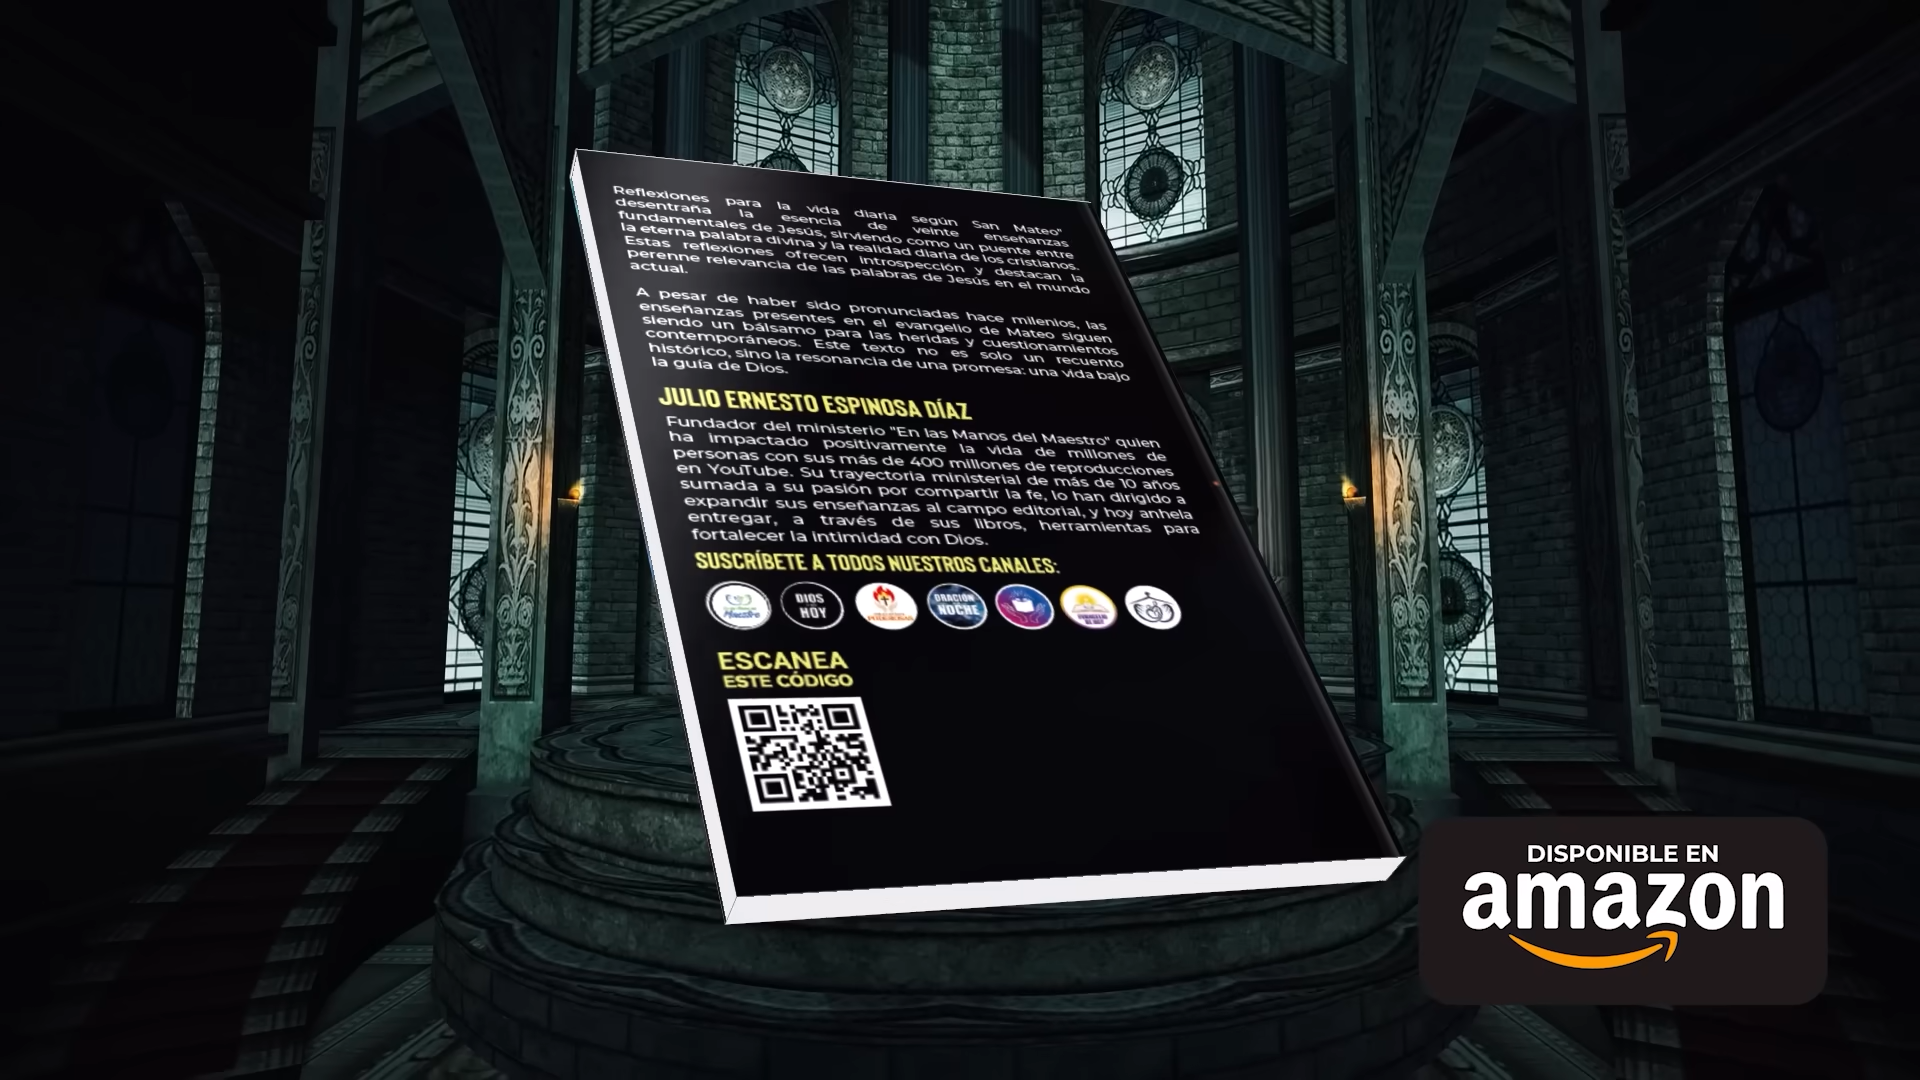 Reflexiones para la vida diaria según San Mateo"
desentraña la esencia de veinte enseñanzas
fundamentales de Jesús, sirviendo como un puente entre
la eterna palabra divina y la realidad diaria de los cristianos.
Estas reflexiones ofrecen introspección y destacan la
perenne relevancia de las palabras de Jesús en el mundo
actual.
A pesar de haber sido pronunciadas hace milenios, las
enseñanzas presentes en el evangelio de Mateo siguen
siendo un bálsamo para las heridas y cuestionamientos
contemporáneos. Este texto no es solo un recuento
histórico, sino la resonancia de una promesa: una vida bajo
la guía de Dios.
JULIO ERNESTO ESPINOSA DÍAZ
Fundador del ministerio "En las Manos del Maestro" quien
ha impactado positivamente la vida de millones de
personas con sus más de 400 millones de reproducciones
en YouTube. Su trayectoria ministerial de más de 10 años
sumada a su pasión por compartir la fe, lo han dirigido a
expandir sus enseñanzas al campo editorial, y hoy anhela
entregar, a través de sus libros, herramientas para
fortalecer la intimidad con Dios.
SUSCRÍBETE A TODOS NUESTROS CANALES:
Maestro
DIOS
HOY
ORACIÓN
NOCHE
ESCANEA
ESTE CÓDIGO
DISPONIBLE EN
amazon